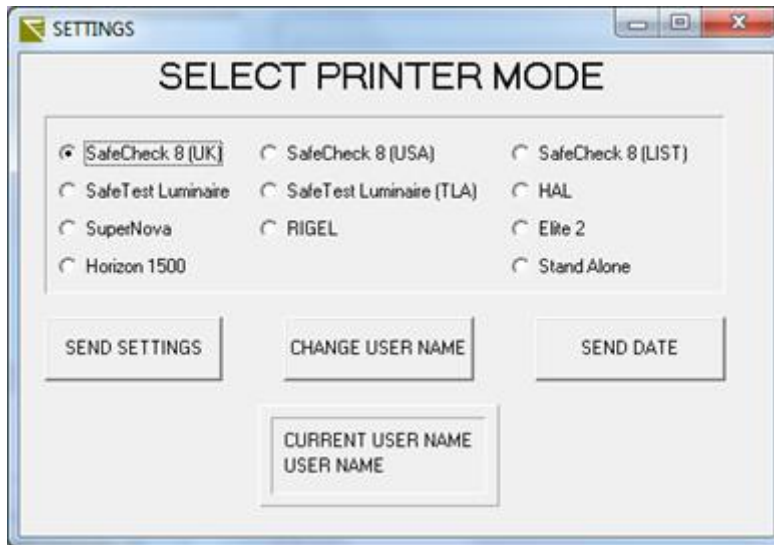 SETTINGS
SELECT PRINTER MODE
SafeCheck 8 (UK) SafeCheck 8 (USA) SafeCheck 8 (LIST)
SafeTest Luminaire SafeTest Luminaire (TLA) HAL
SuperNova RIGEL Elite 2
Horizon 1500 Stand Alone
SEND SETTINGS CHANGE USER NAME SEND DATE
CURRENT USER NAME
USER NAME